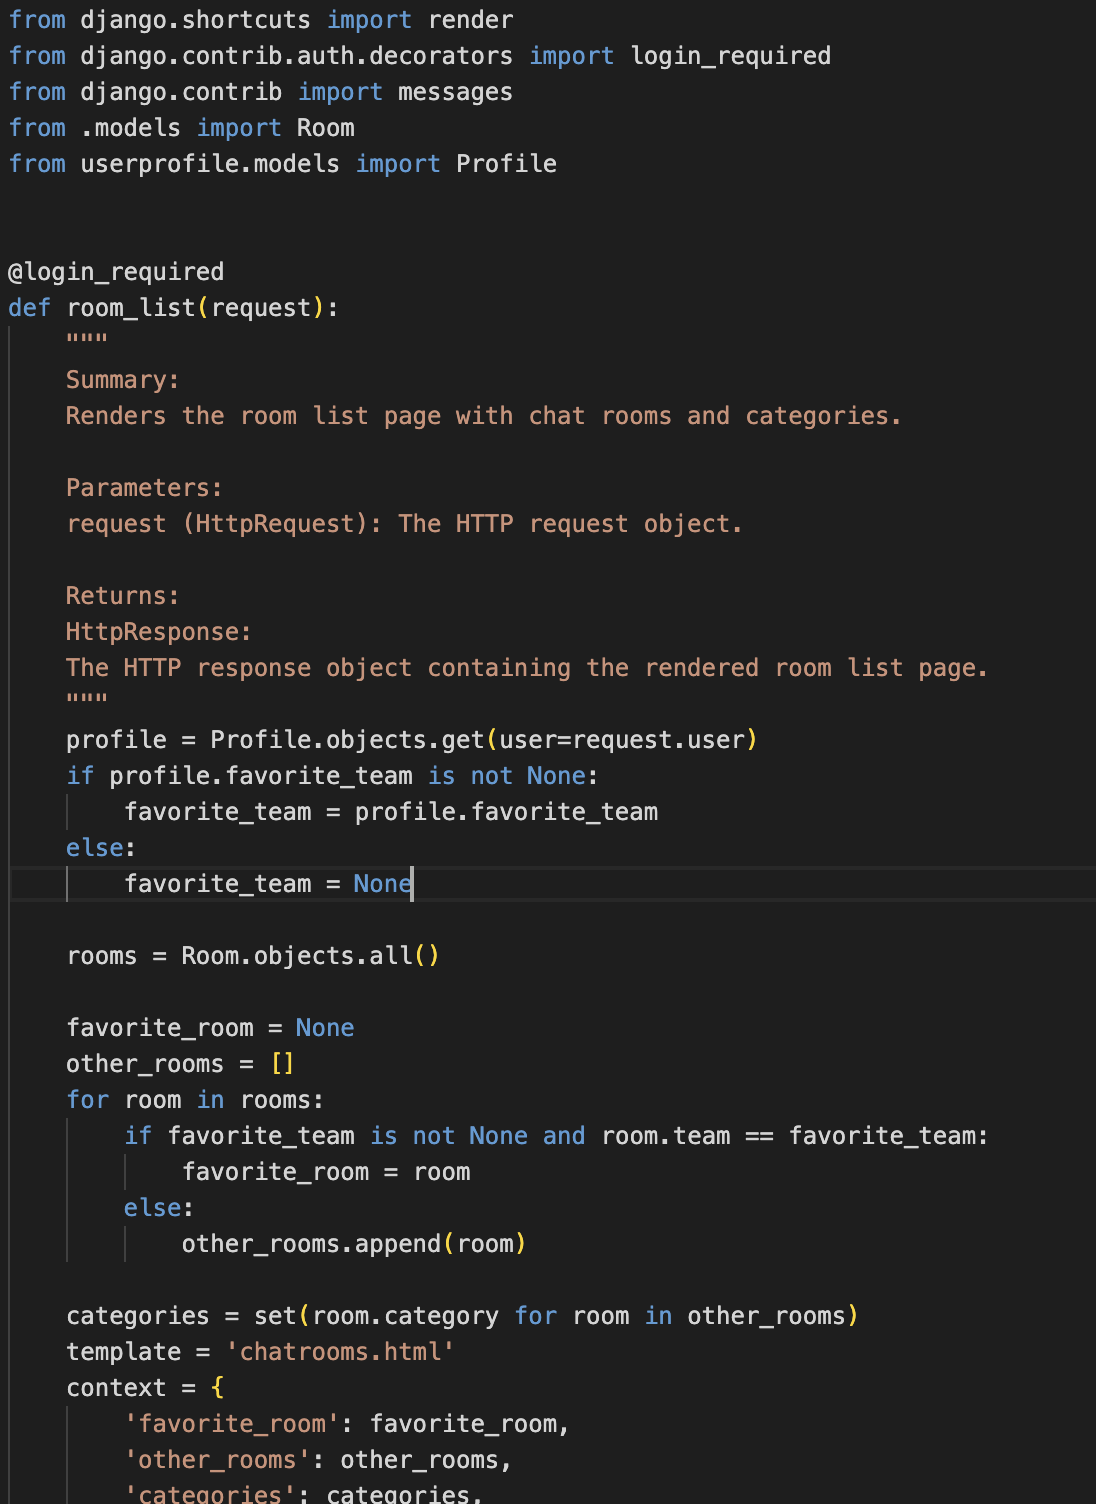 from django.shortcuts import render
from django.contrib.auth.decorators import login_required
from django.contrib import messages
from .models import Room
from userprofile.models import Profile


@login_required
def room_list(request):
    """
    Summary:
    Renders the room list page with chat rooms and categories.

    Parameters:
    request (HttpRequest): The HTTP request object.

    Returns:
    HttpResponse:
    The HTTP response object containing the rendered room list page.
    """
    profile = Profile.objects.get(user=request.user)
    if profile.favorite_team is not None:
        favorite_team = profile.favorite_team
    else:
        favorite_team = None

    rooms = Room.objects.all()

    favorite_room = None
    other_rooms = []
    for room in rooms:
        if favorite_team is not None and room.team == favorite_team:
            favorite_room = room
        else:
            other_rooms.append(room)

    categories = set(room.category for room in other_rooms)
    template = 'chatrooms.html'
    context = {
        'favorite_room': favorite_room,
        'other_rooms': other_rooms,
        'categories': categories,